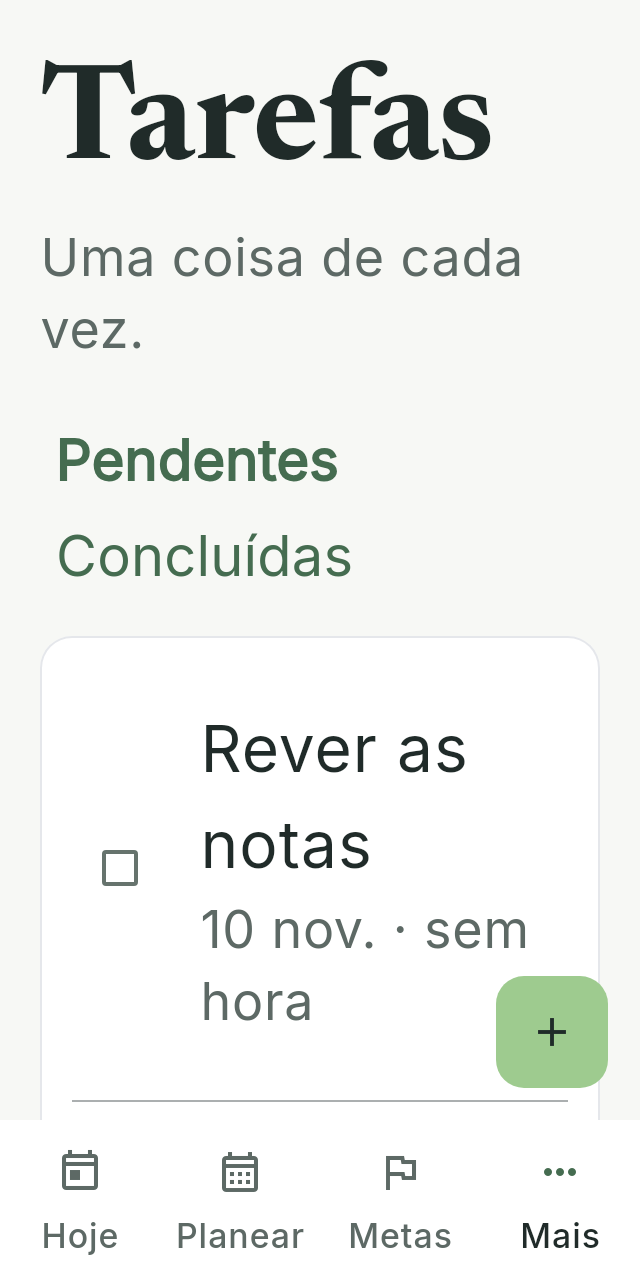 Tarefas
Uma coisa de cada
vez.
Pendentes
Concluídas
Rever as
notas
10 nov. · sem
hora
Hoje
Planear
Metas
Mais